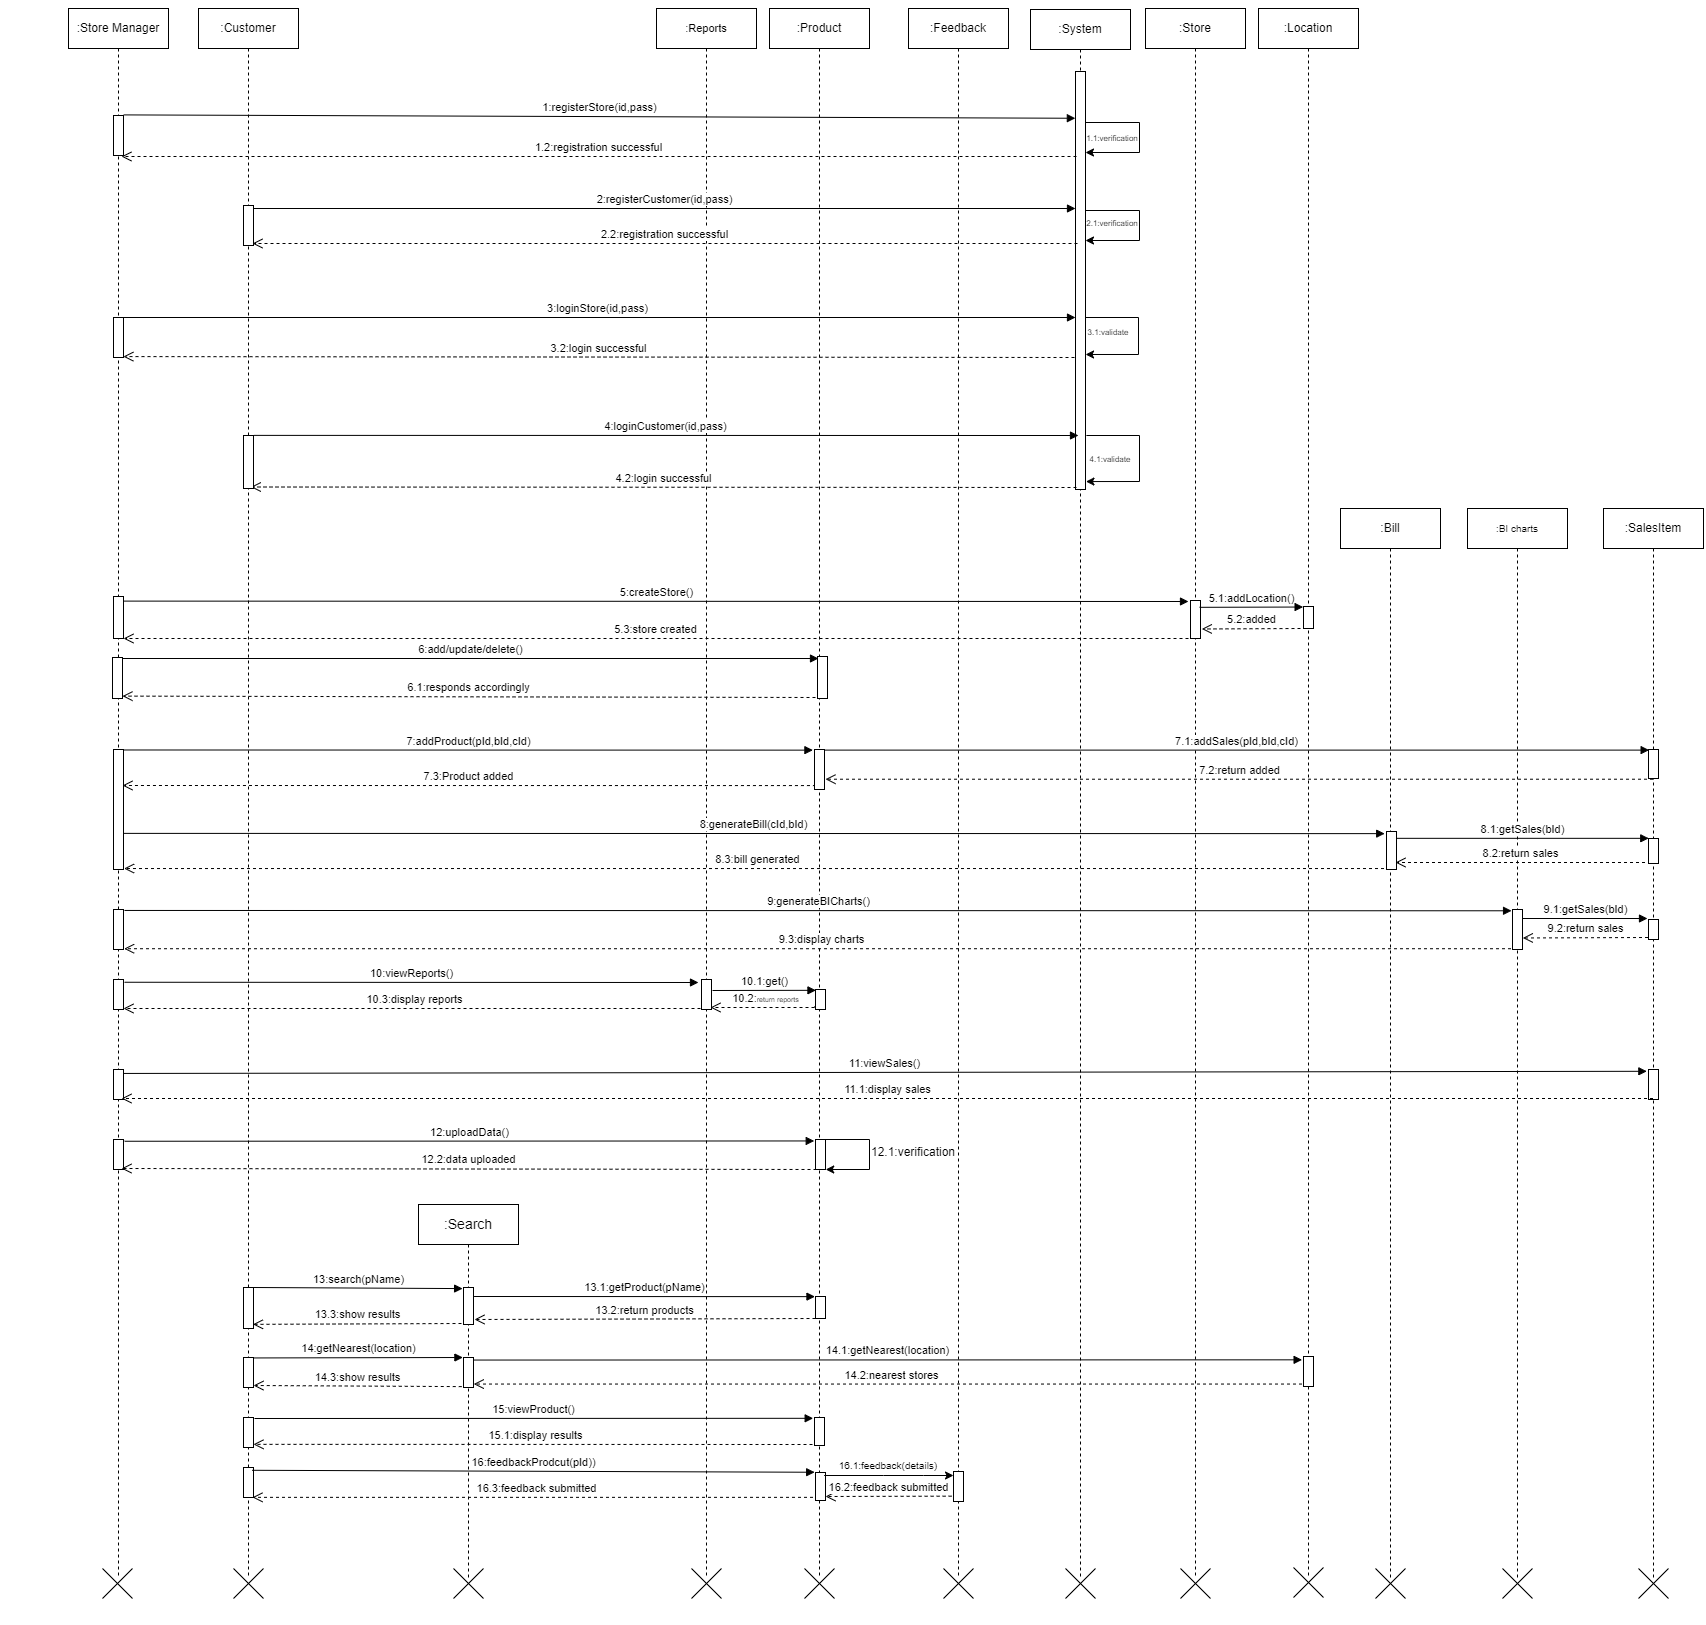 :Store Manager
:Customer
:Reports
:Product
:Feedback
:System
:Store
:Location
1:registerStore(id,pass)
1.1:verification
1.2:registration successful
2:registerCustomer(id,pass)
2.1:verification
2.2:registration successful
3:loginStore(id,pass)
3.1:validate
3.2:login successful
4:loginCustomer(id,pass)
4.1:validate
4.2:login successful
:Bill
:BI charts
:SalesItem
5:createStore()
5.1:addLocation()
5.2:added
5.3:store created
6:add/update/delete()
6.1:responds accordingly
7:addProduct(pId,bId,cId)
7.1:addSales(pId,bId,cId)
7.2:return added
7.3:Product added
8:generateBill(cId,bId)
8.1:getSales(bId)
8.2:return sales
8.3:bill generated
9:generateBICharts()
9.1:getSales(bId)
9.2:return sales
9.3:display charts
10:viewReports()
10.1:get()
10.2:return reports
10.3:display reports
11:viewSales()
11.1:display sales
12:uploadData()
12.1:verification
12.2:data uploaded
:Search
13:search(pName)
13.1:getProduct(pName)
13.2:return products
13.3:show results
14:getNearest(location)
14.1:getNearest(location)
14.2:nearest stores
14.3:show results
15:viewProduct()
15.1:display results
16:feedbackProdcut(pId))
16.1:feedback(details)
16.2:feedback submitted
16.3:feedback submitted